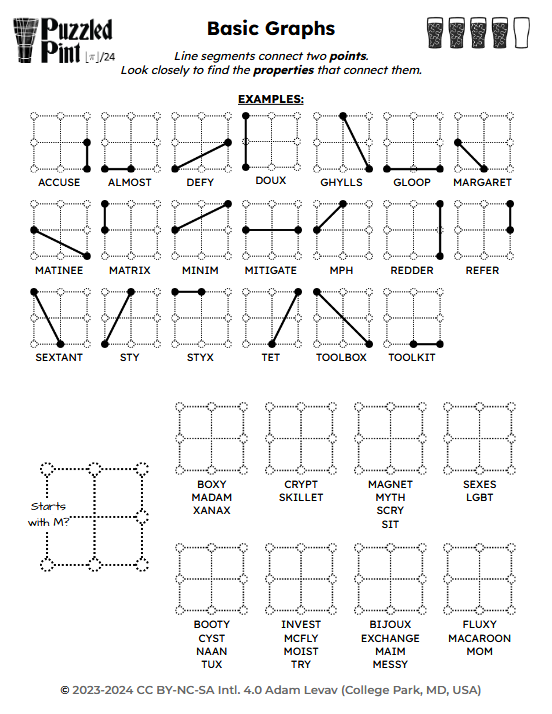 Puzzled
Pint ⌊π⌋/24
Basic Graphs
Line segments connect two points.
Look closely to find the properties that connect them.
EXAMPLES:
ACCUSE ALMOST DEFY DOUX GHYLLS GLOOP MARGARET
MATINEE MATRIX MINIM MITIGATE MPH REDDER REFER
SEXTANT STY STYX TET TOOLBOX TOOLKIT
Starts
with M?
BOXY
MADAM
XANAX
CRYPT
SKILLET
MAGNET
MYTH
SCRY
SIT
SEXES
LGBT
BOOTY
CYST
NAAN
TUX
INVEST
MCFLY
MOIST
TRY
BIJOUX
EXCHANGE
MAIM
MESSY
FLUXY
MACAROON
MOM
© 2023-2024 CC BY-NC-SA Intl. 4.0 Adam Levav (College Park, MD, USA)